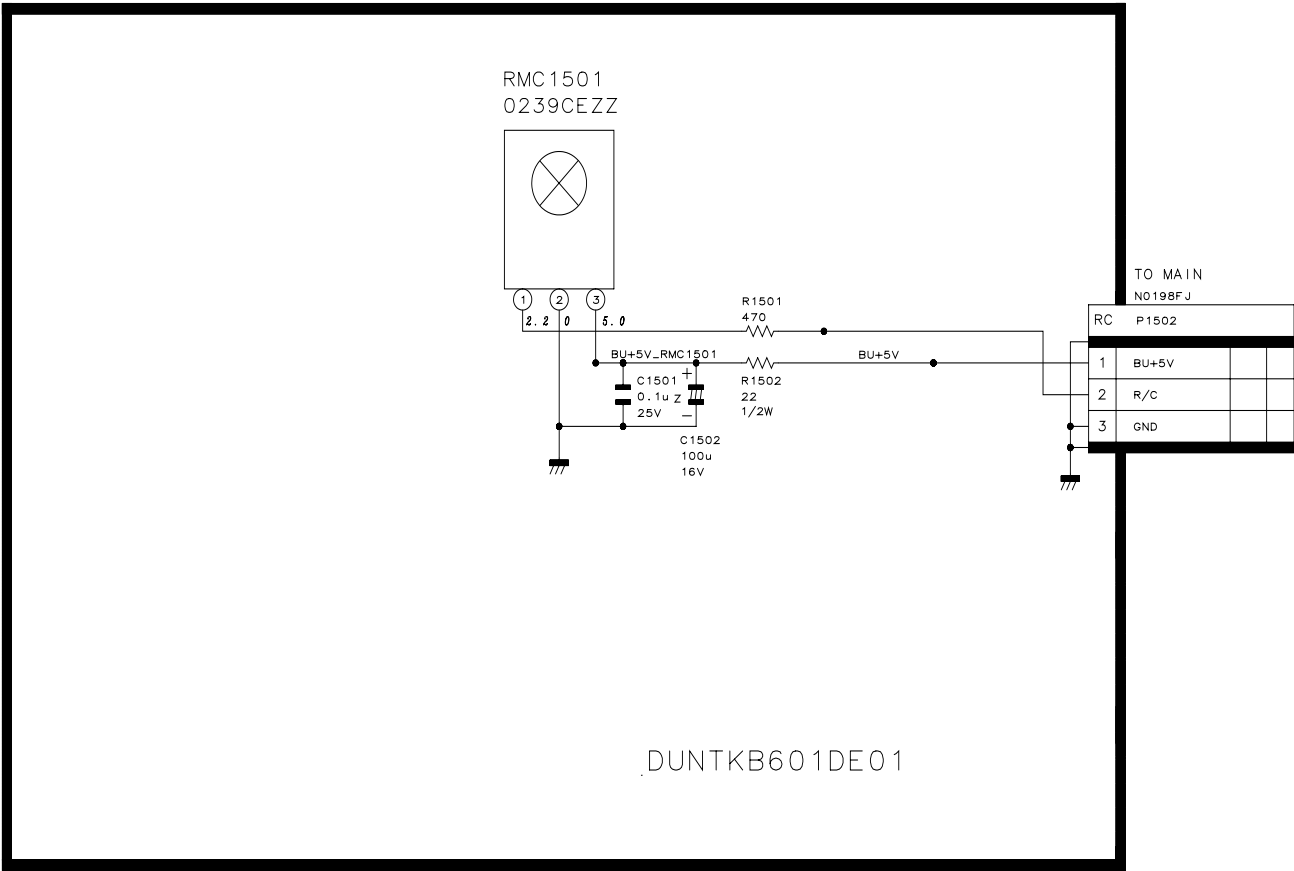 RMC1501
0239CEZZ
1
2
3
2.2
0
5.0
R1501
470
BU+5V_RMC1501
BU+5V
C1501
0.1u Z
25V
+
−
R1502
22
1/2W
C1502
100u
16V
TO MAIN
N0198FJ
RC P1502
1 BU+5V
2 R/C
3 GND
DUNTKB601DE01